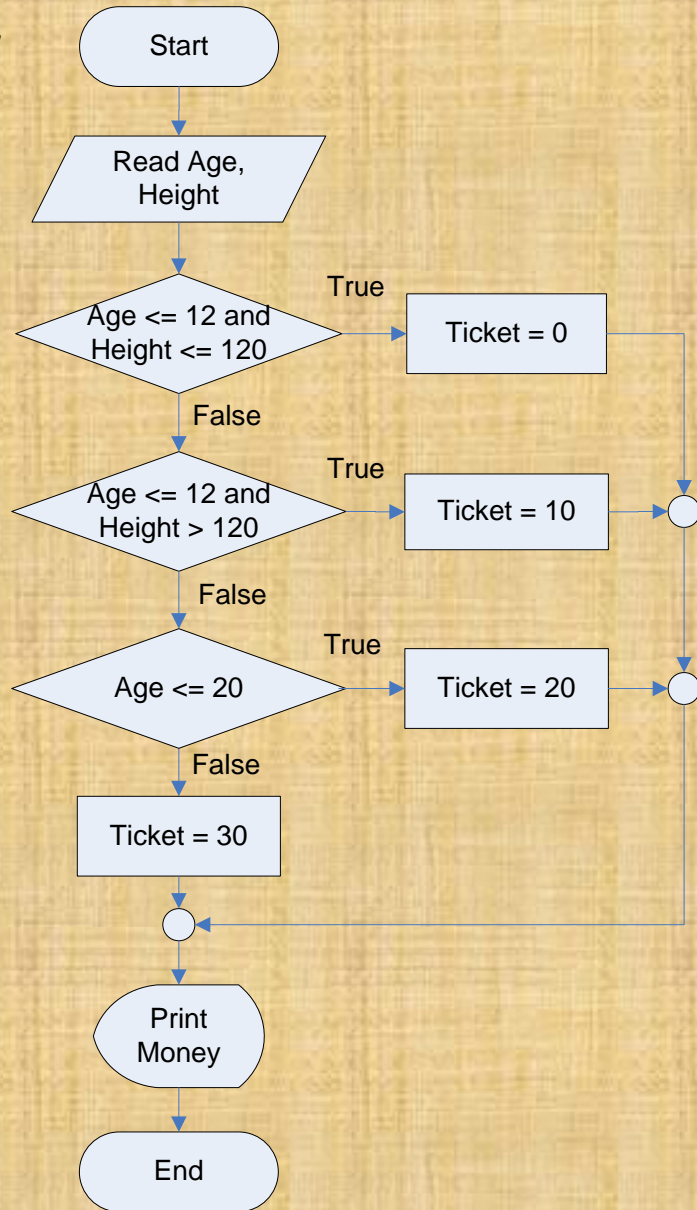 Start
Read Age,
Height
Age <= 12 and
Height <= 120
True
Ticket = 0
False
Age <= 12 and
Height > 120
True
Ticket = 10
False
Age <= 20
True
Ticket = 20
False
Ticket = 30
Print
Money
End